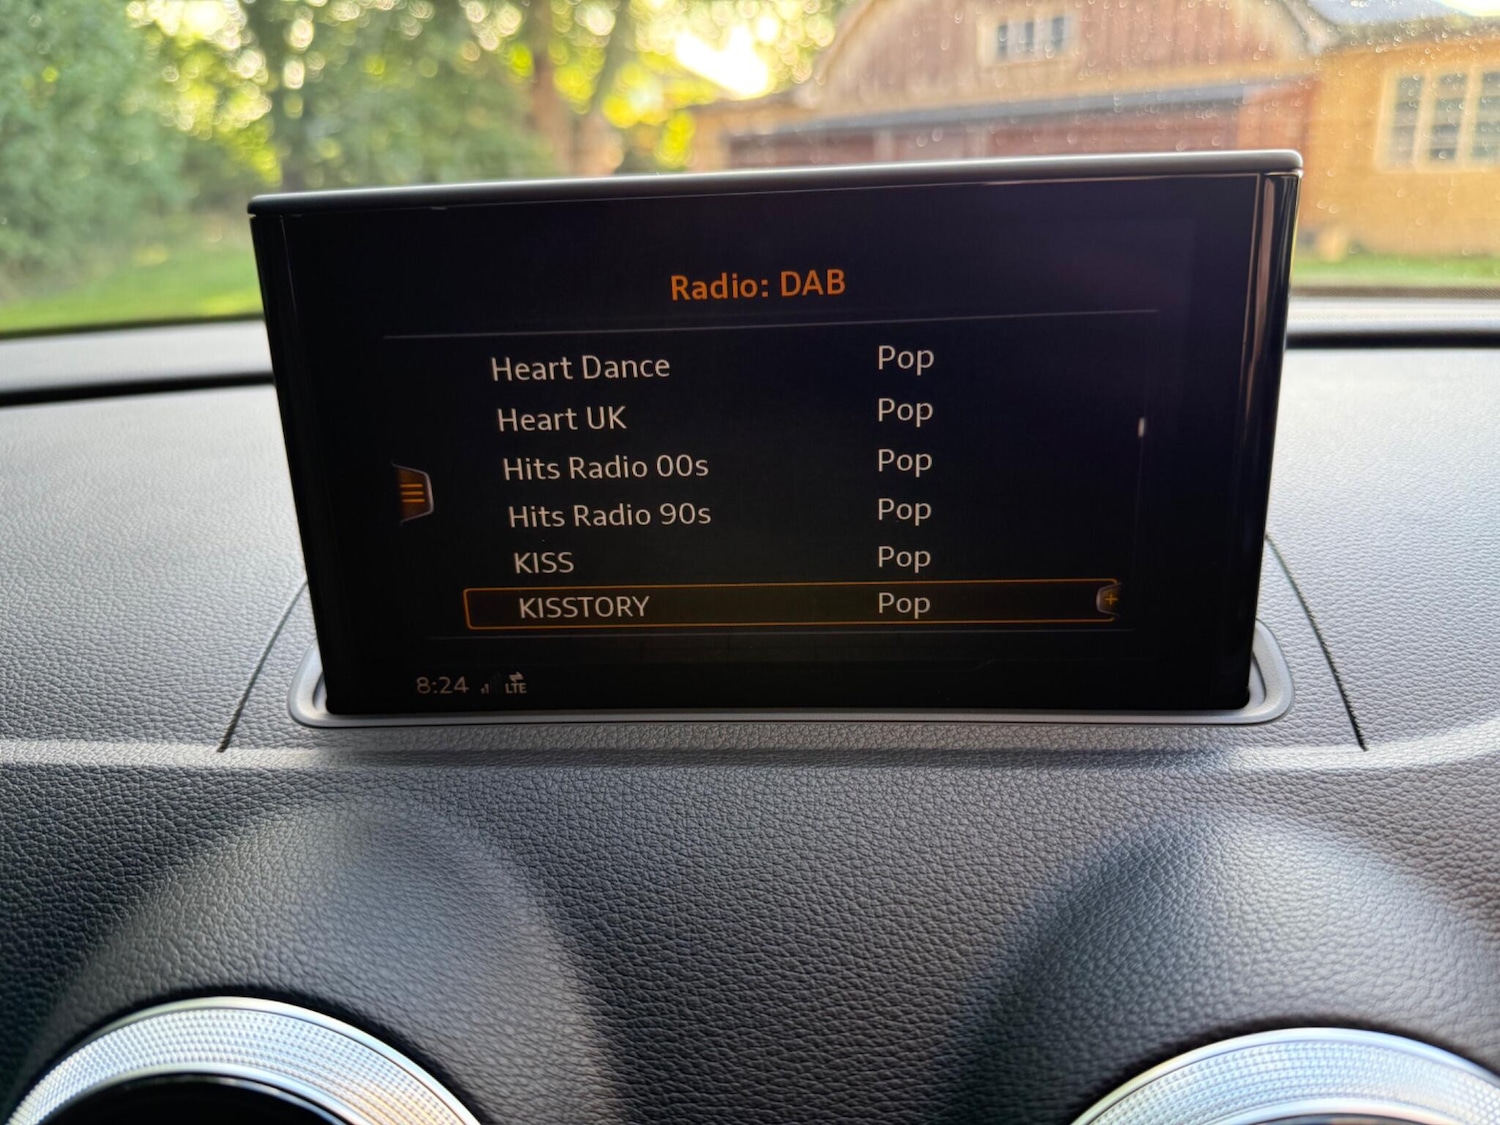 Radio: DAB
Heart Dance Pop
Heart UK Pop
Hits Radio 00s Pop
Hits Radio 90s Pop
KISS Pop
KISSTORY Pop
8:24 LTE